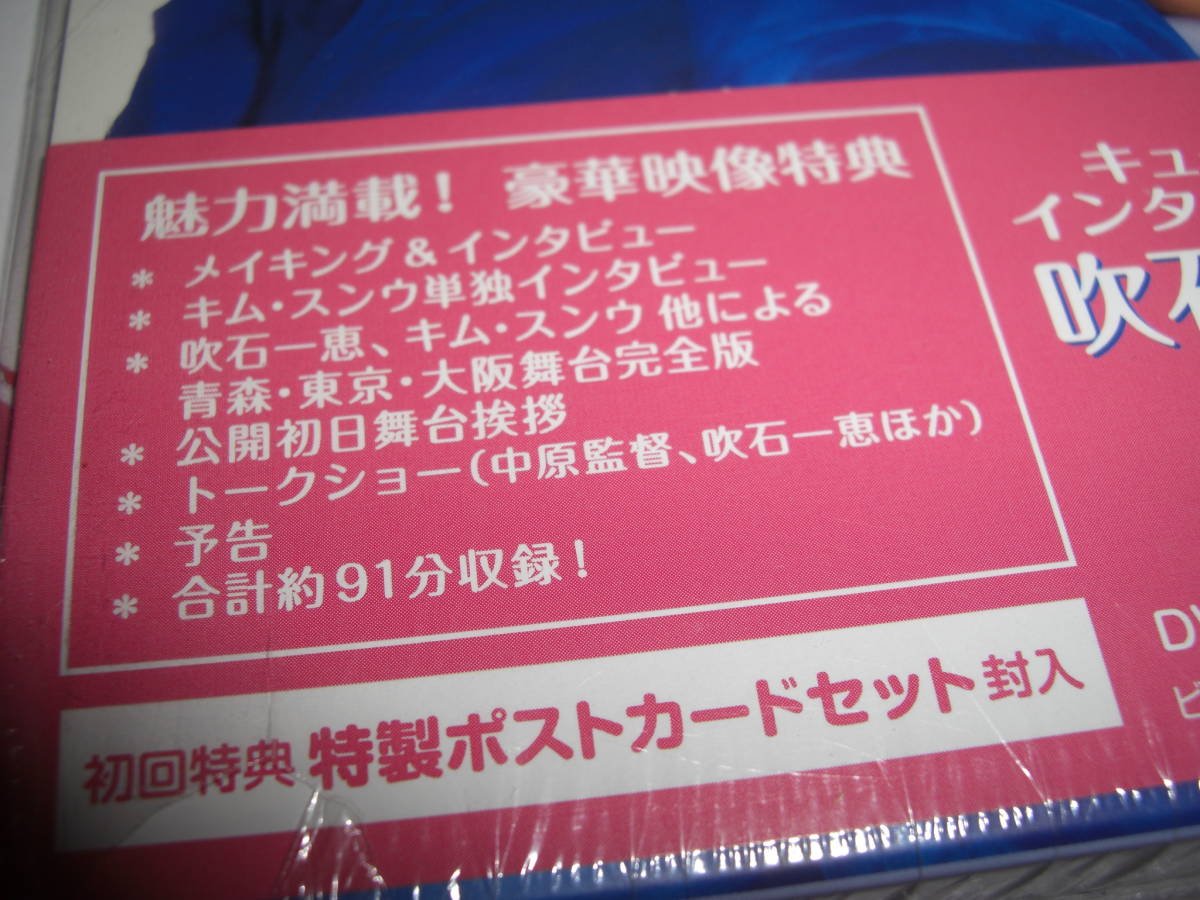 魅力満載! 豪華映像特典
* メイキング&インタビュー
* キム・スンウ単独インタビュー
* 吹石一恵、キム・スンウ 他による
青森・東京・大阪舞台完全版
* 公開初日舞台挨拶
* トークショー(中原監督、吹石一恵ほか)
* 予告
* 合計約91分収録!
初回特典 特製ポストカードセット 封入
キュ
インタ
吹石
DV